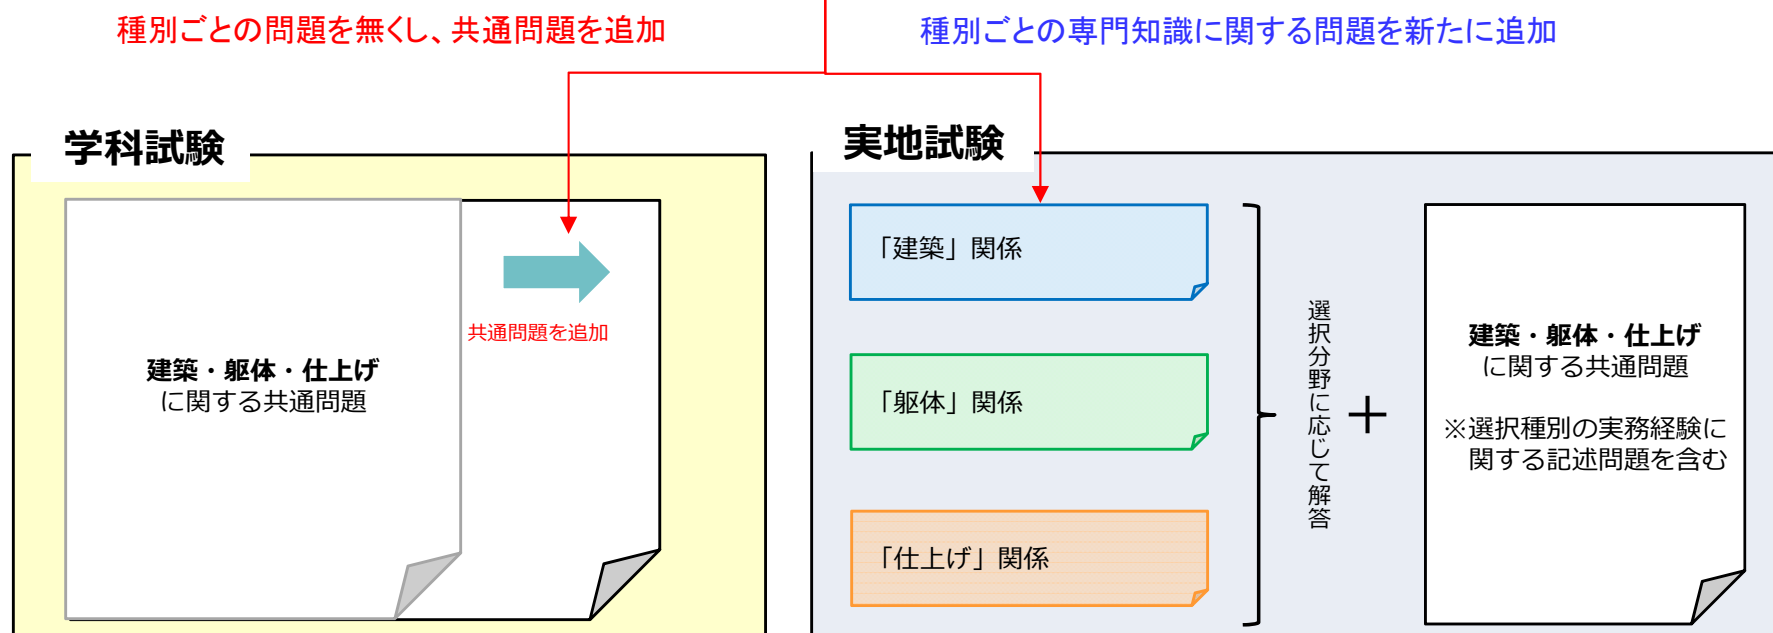 種別ごとの問題を無くし、共通問題を追加
種別ごとの専門知識に関する問題を新たに追加
学科試験
建築・躯体・仕上げ
に関する共通問題
共通問題を追加
実地試験
「建築」関係
「躯体」関係
「仕上げ」関係
選択分野に応じて解答
＋
建築・躯体・仕上げ
に関する共通問題
※選択種別の実務経験に
関する記述問題を含む